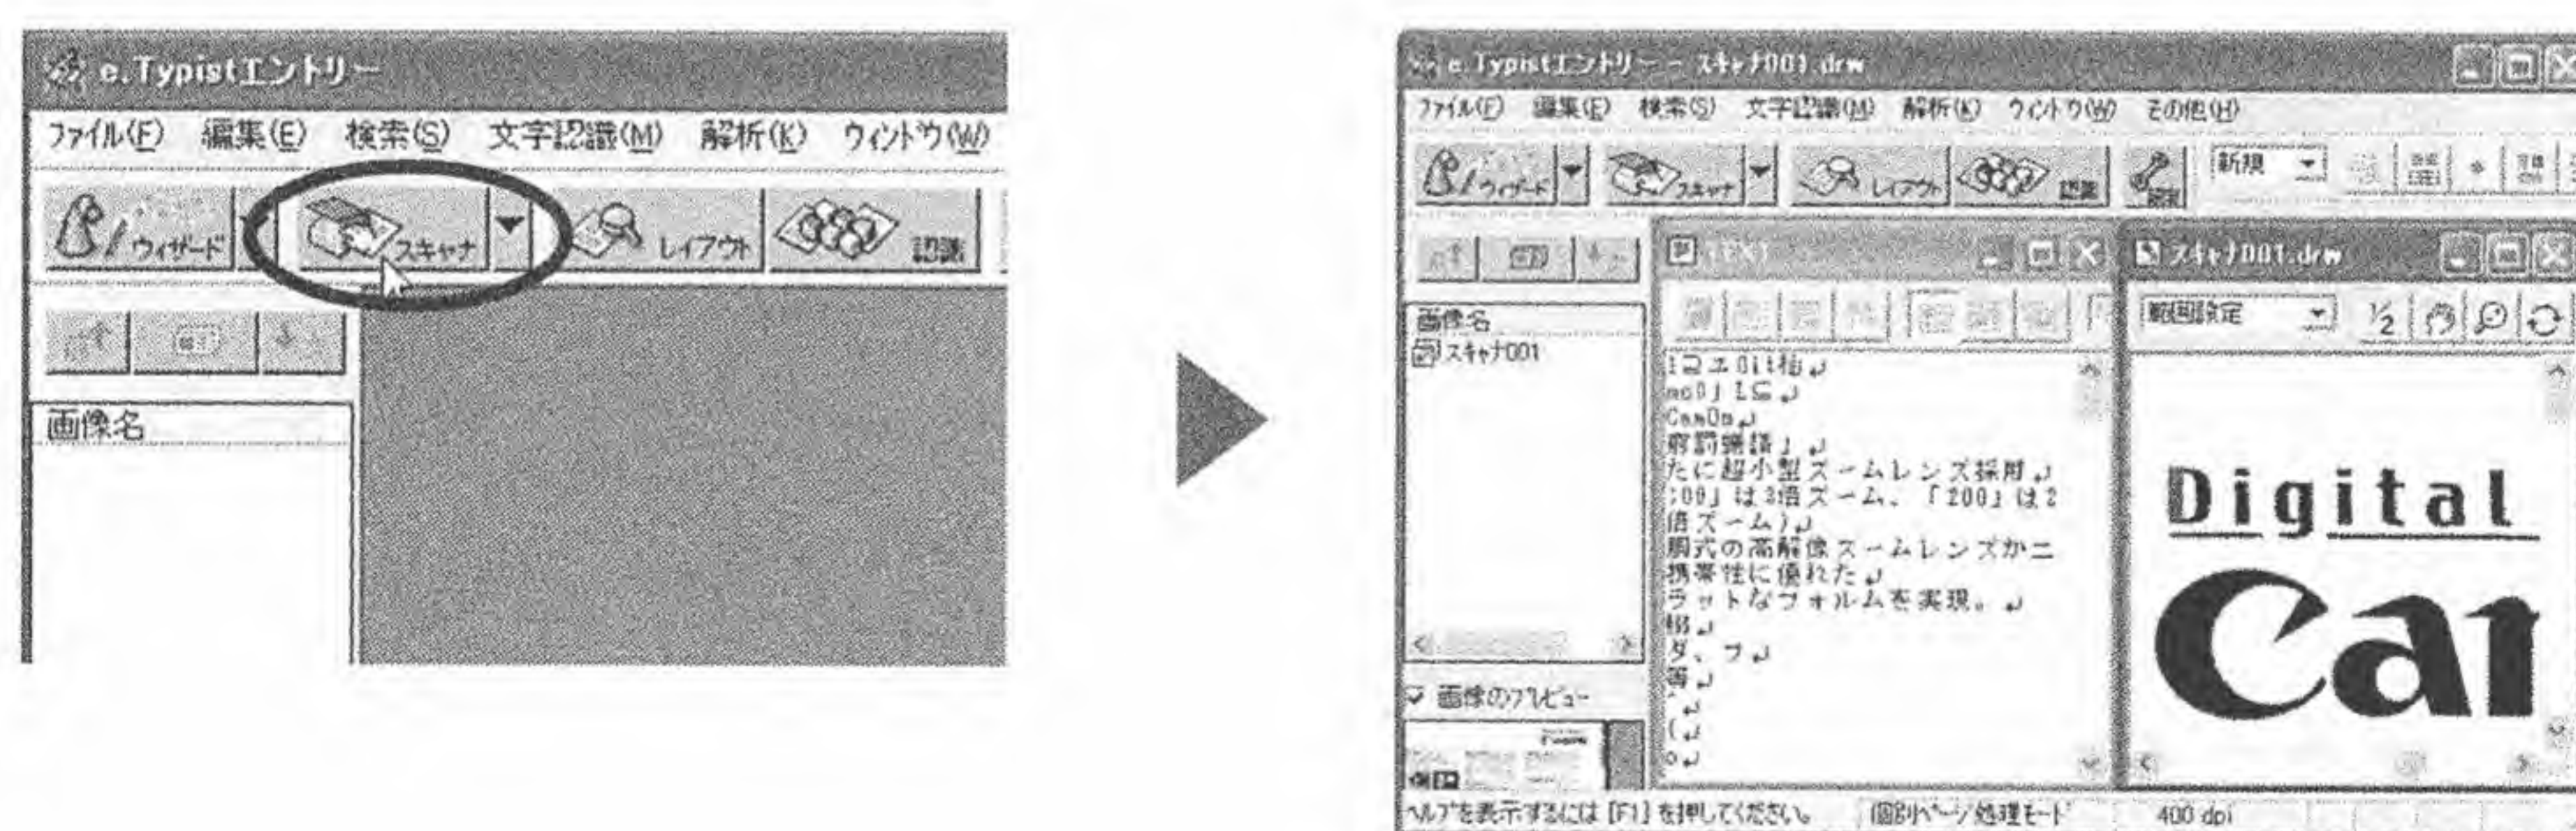 e.Typistエントリー
ファイル(F) 編集(E) 検索(S) 文字認識(M) 解析(K) ウィンドウ(W)
ウィザード スキャナ レイアウト 認識
画像名
e.Typistエントリー - スキャナ001.drw
ファイル(F) 編集(E) 検索(S) 文字認識(M) 解析(K) ウィンドウ(W) その他(H)
ウィザード スキャナ レイアウト 認識 設定 新規
画像名
スキャナ001
画像のプレビュー
TEXT
CanOn↵
たに超小型ズームレンズ採用↵
:00」は3倍ズーム、「200」は2
倍ズーム)↵
胴式の高解像ズームレンズかニ
携帯性に優れた↵
ラットなフォルムを実現。↵
ダ、フ↵
等↵
(↵
o↵
スキャナ001.drw
範囲設定 1/2
Digital
Can
ヘルプを表示するには [F1] を押してください。 個別ページ処理モード 400 dpi